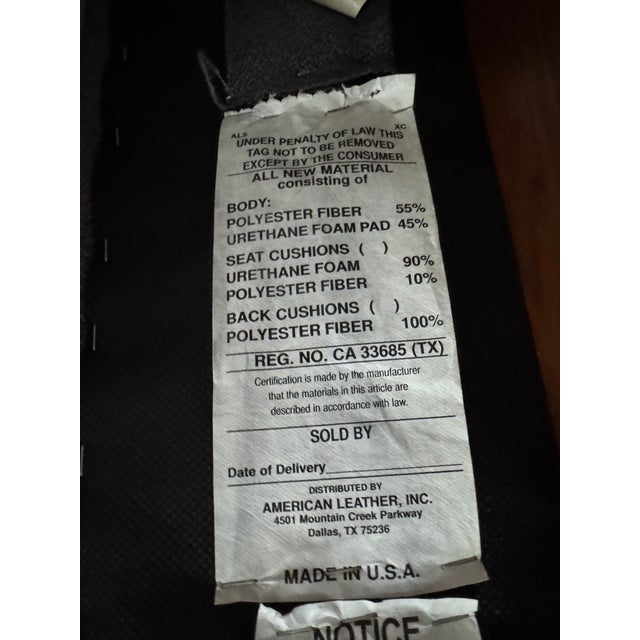 ALS XC
UNDER PENALTY OF LAW THIS
TAG NOT TO BE REMOVED
EXCEPT BY THE CONSUMER
ALL NEW MATERIAL
consisting of
BODY:
POLYESTER FIBER 55%
URETHANE FOAM PAD 45%
SEAT CUSHIONS ( )
URETHANE FOAM 90%
POLYESTER FIBER 10%
BACK CUSHIONS ( )
POLYESTER FIBER 100%
REG. NO. CA 33685 (TX)
Certification is made by the manufacturer
that the materials in this article are
described in accordance with law.
SOLD BY
Date of Delivery
DISTRIBUTED BY
AMERICAN LEATHER, INC.
4501 Mountain Creek Parkway
Dallas, TX 75236
MADE IN U.S.A.
NOTICE